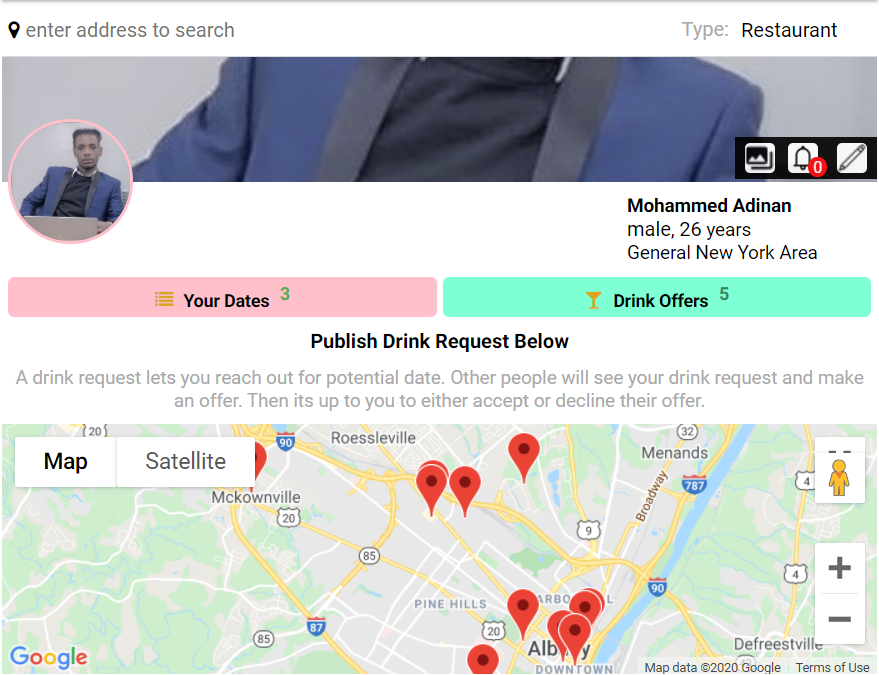 enter address to search
Type: Restaurant
0
Mohammed Adinan
male, 26 years
General New York Area
Your Dates 3
Drink Offers 5
Publish Drink Request Below
A drink request lets you reach out for potential date. Other people will see your drink request and make
an offer. Then its up to you to either accept or decline their offer.
Map
Satellite
20
90
Roessleville
32
Menands
Mckownville
20
Broadway
787
4
9
85
90
4
PINE HILLS
87
20
85
Defreestville
DOWNTOWN
Google
Map data ©2020 Google
Terms of Use